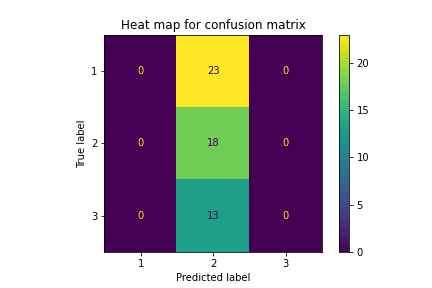 Heat map for confusion matrix
True label
1 0 23 0
2 0 18 0
3 0 13 0
1 2 3
Predicted label
20
15
10
5
0